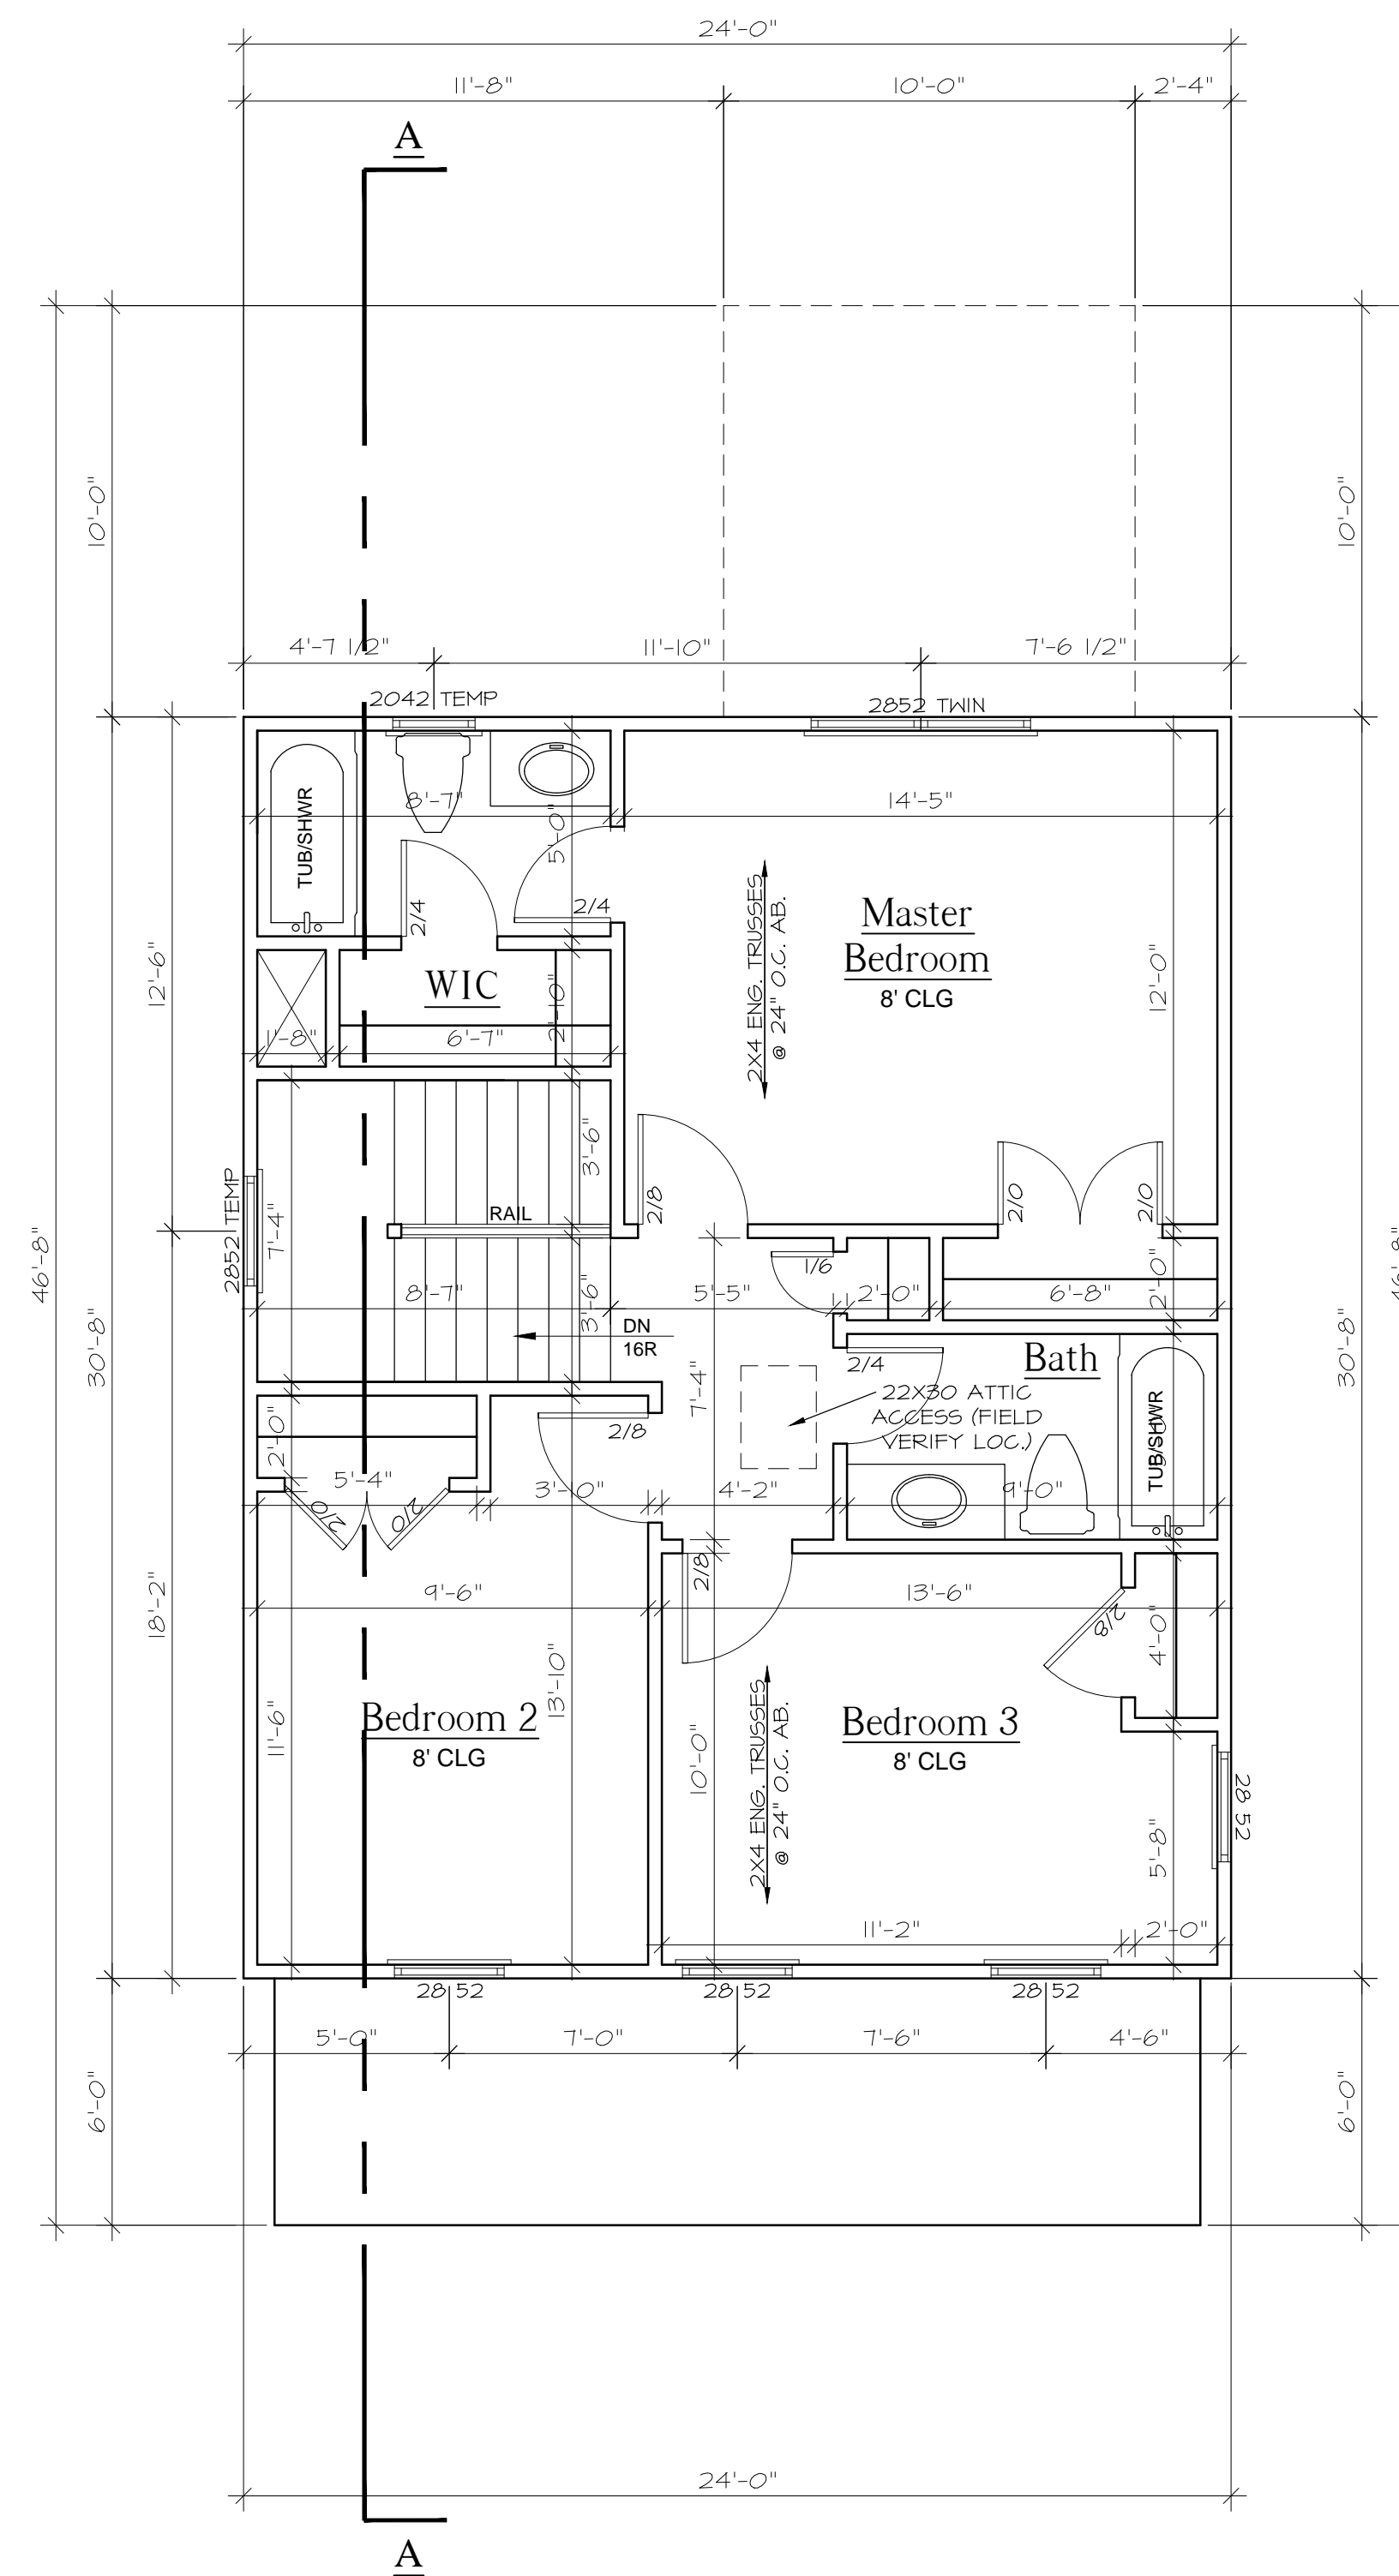 24'-0"
11'-8" 10'-0" 2'-4"
A
10'-0" 10'-0"
4'-7 1/2" 11'-10" 7'-6 1/2"
2042 TEMP 2852 TWIN
TUB/SHWR
8'-7" 14'-5"
5'-0"
2/4 2/4
Master
Bedroom
8' CLG
2X4 ENG. TRUSSES
@ 24" O.C. AB.
12'-0"
12'-6"
WIC
2'-10"
1'-8" 6'-7"
3'-6"
2852 TEMP
7'-4"
RAIL
2/8 2/0 2/0
46'-8" 30'-8" 30'-8" 46'-8"
1/6
8'-7" 3'-6" 5'-5" 2'-0" 6'-8" 2'-0"
DN
16R
2/4
Bath
7'-4"
22X30 ATTIC
ACCESS (FIELD
VERIFY LOC.)
TUB/SHWR
2'-0"
2/8
5'-4" 3'-10" 4'-2" 9'-0"
2/0 2/0
2/8
9'-6" 13'-6"
2/8
4'-0"
18'-2"
11'-6"
13'-10"
Bedroom 2
8' CLG
10'-0"
2X4 ENG. TRUSSES
@ 24" O.C. AB.
Bedroom 3
8' CLG
28 52
5'-8"
11'-2" 2'-0"
28 52 28 52 28 52
5'-0" 7'-0" 7'-6" 4'-6"
6'-0" 6'-0"
24'-0"
A